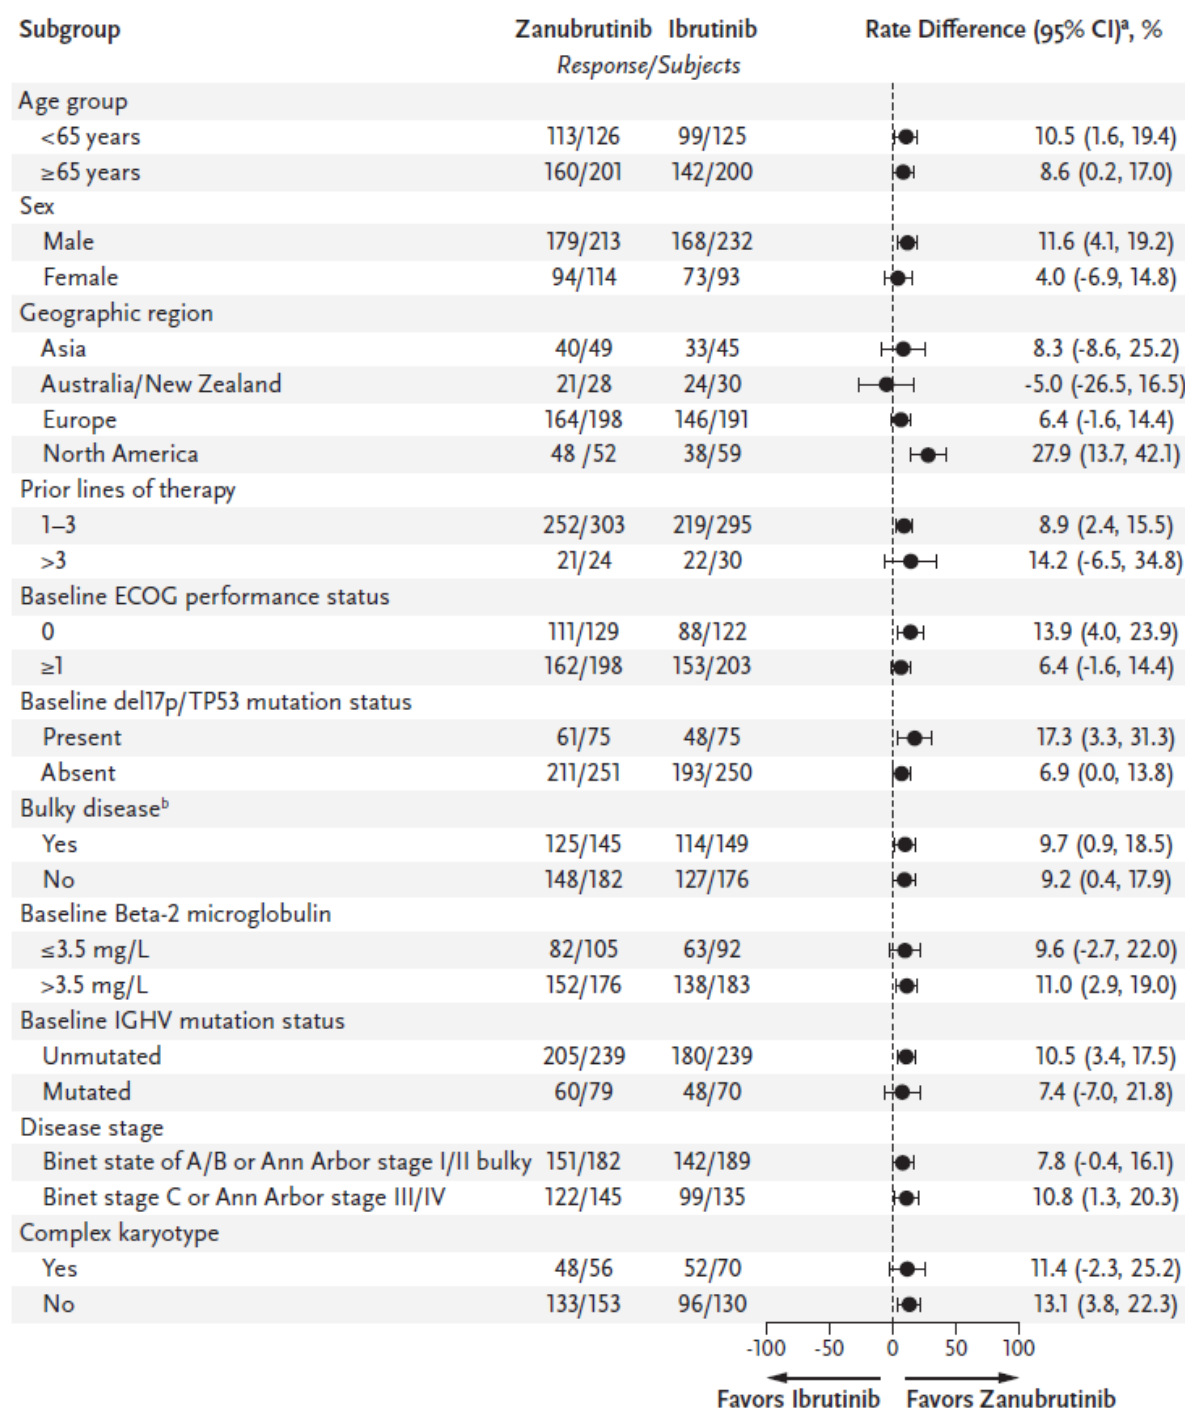 Subgroup Zanubrutinib Ibrutinib Rate Difference (95% CI)ᵃ, %
Response/Subjects
Age group
<65 years 113/126 99/125 10.5 (1.6, 19.4)
≥65 years 160/201 142/200 8.6 (0.2, 17.0)
Sex
Male 179/213 168/232 11.6 (4.1, 19.2)
Female 94/114 73/93 4.0 (-6.9, 14.8)
Geographic region
Asia 40/49 33/45 8.3 (-8.6, 25.2)
Australia/New Zealand 21/28 24/30 -5.0 (-26.5, 16.5)
Europe 164/198 146/191 6.4 (-1.6, 14.4)
North America 48 /52 38/59 27.9 (13.7, 42.1)
Prior lines of therapy
1–3 252/303 219/295 8.9 (2.4, 15.5)
>3 21/24 22/30 14.2 (-6.5, 34.8)
Baseline ECOG performance status
0 111/129 88/122 13.9 (4.0, 23.9)
≥1 162/198 153/203 6.4 (-1.6, 14.4)
Baseline del17p/TP53 mutation status
Present 61/75 48/75 17.3 (3.3, 31.3)
Absent 211/251 193/250 6.9 (0.0, 13.8)
Bulky diseaseᵇ
Yes 125/145 114/149 9.7 (0.9, 18.5)
No 148/182 127/176 9.2 (0.4, 17.9)
Baseline Beta-2 microglobulin
≤3.5 mg/L 82/105 63/92 9.6 (-2.7, 22.0)
>3.5 mg/L 152/176 138/183 11.0 (2.9, 19.0)
Baseline IGHV mutation status
Unmutated 205/239 180/239 10.5 (3.4, 17.5)
Mutated 60/79 48/70 7.4 (-7.0, 21.8)
Disease stage
Binet state of A/B or Ann Arbor stage I/II bulky 151/182 142/189 7.8 (-0.4, 16.1)
Binet stage C or Ann Arbor stage III/IV 122/145 99/135 10.8 (1.3, 20.3)
Complex karyotype
Yes 48/56 52/70 11.4 (-2.3, 25.2)
No 133/153 96/130 13.1 (3.8, 22.3)
-100 -50 0 50 100
Favors Ibrutinib Favors Zanubrutinib